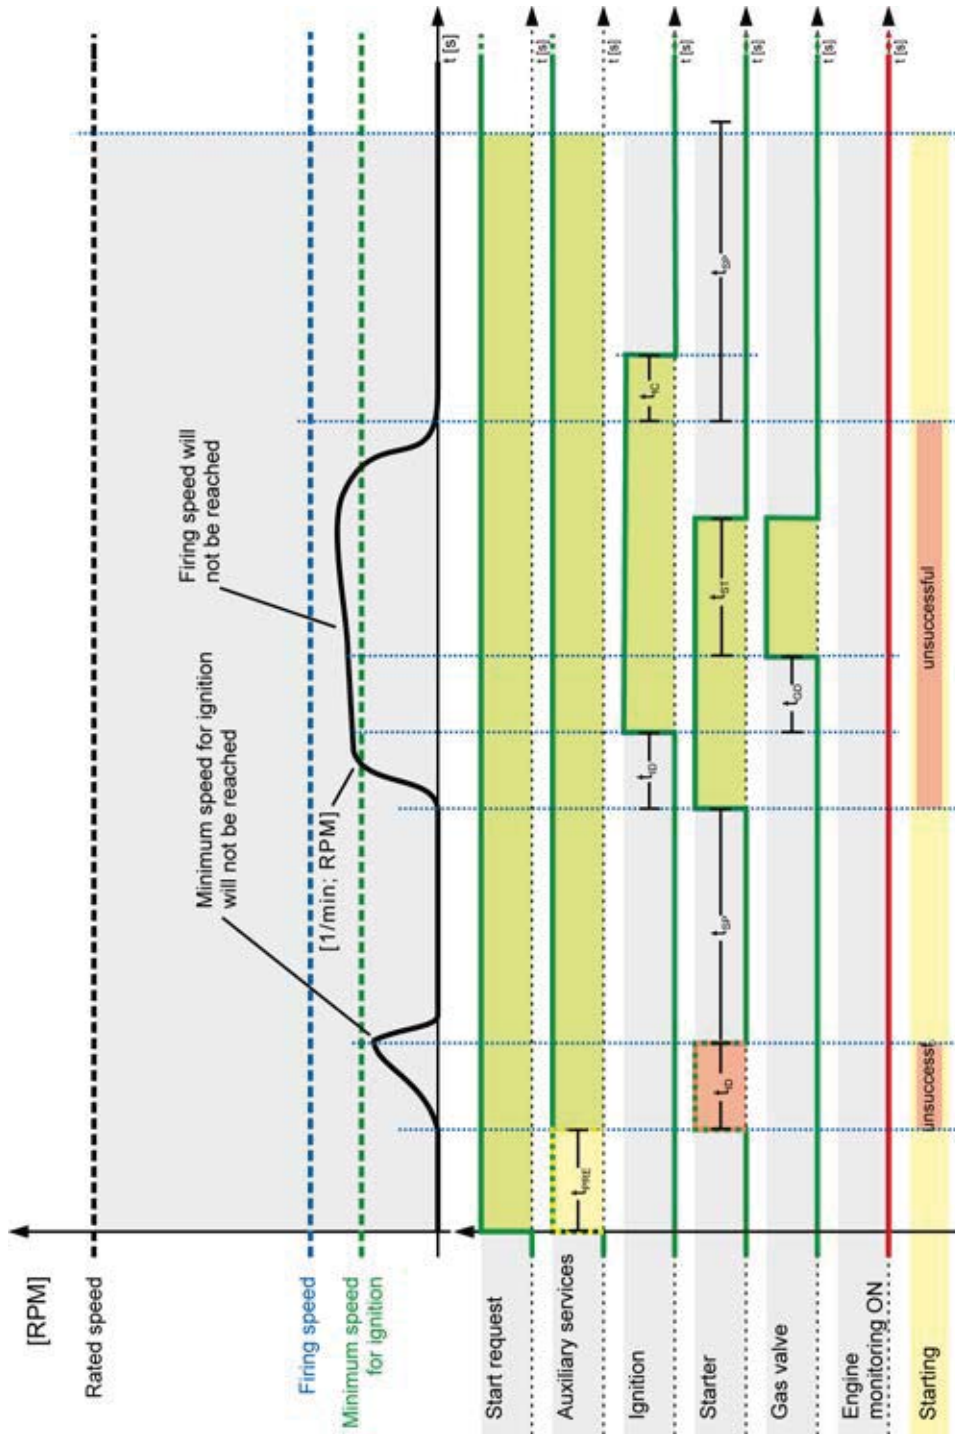 [RPM]
Rated speed
Firing speed
Minimum speed
for ignition
Minimum speed for ignition
will not be reached
Firing speed will
not be reached
[1/min; RPM]
t [s]
Start request
t [s]
Auxiliary services
tPRE
t [s]
Ignition
tID
tIC
t [s]
Starter
tID
tSP
tST
tSP
t [s]
Gas valve
tGD
t [s]
Engine
monitoring ON
t [s]
Starting
unsuccessf
unsuccessful